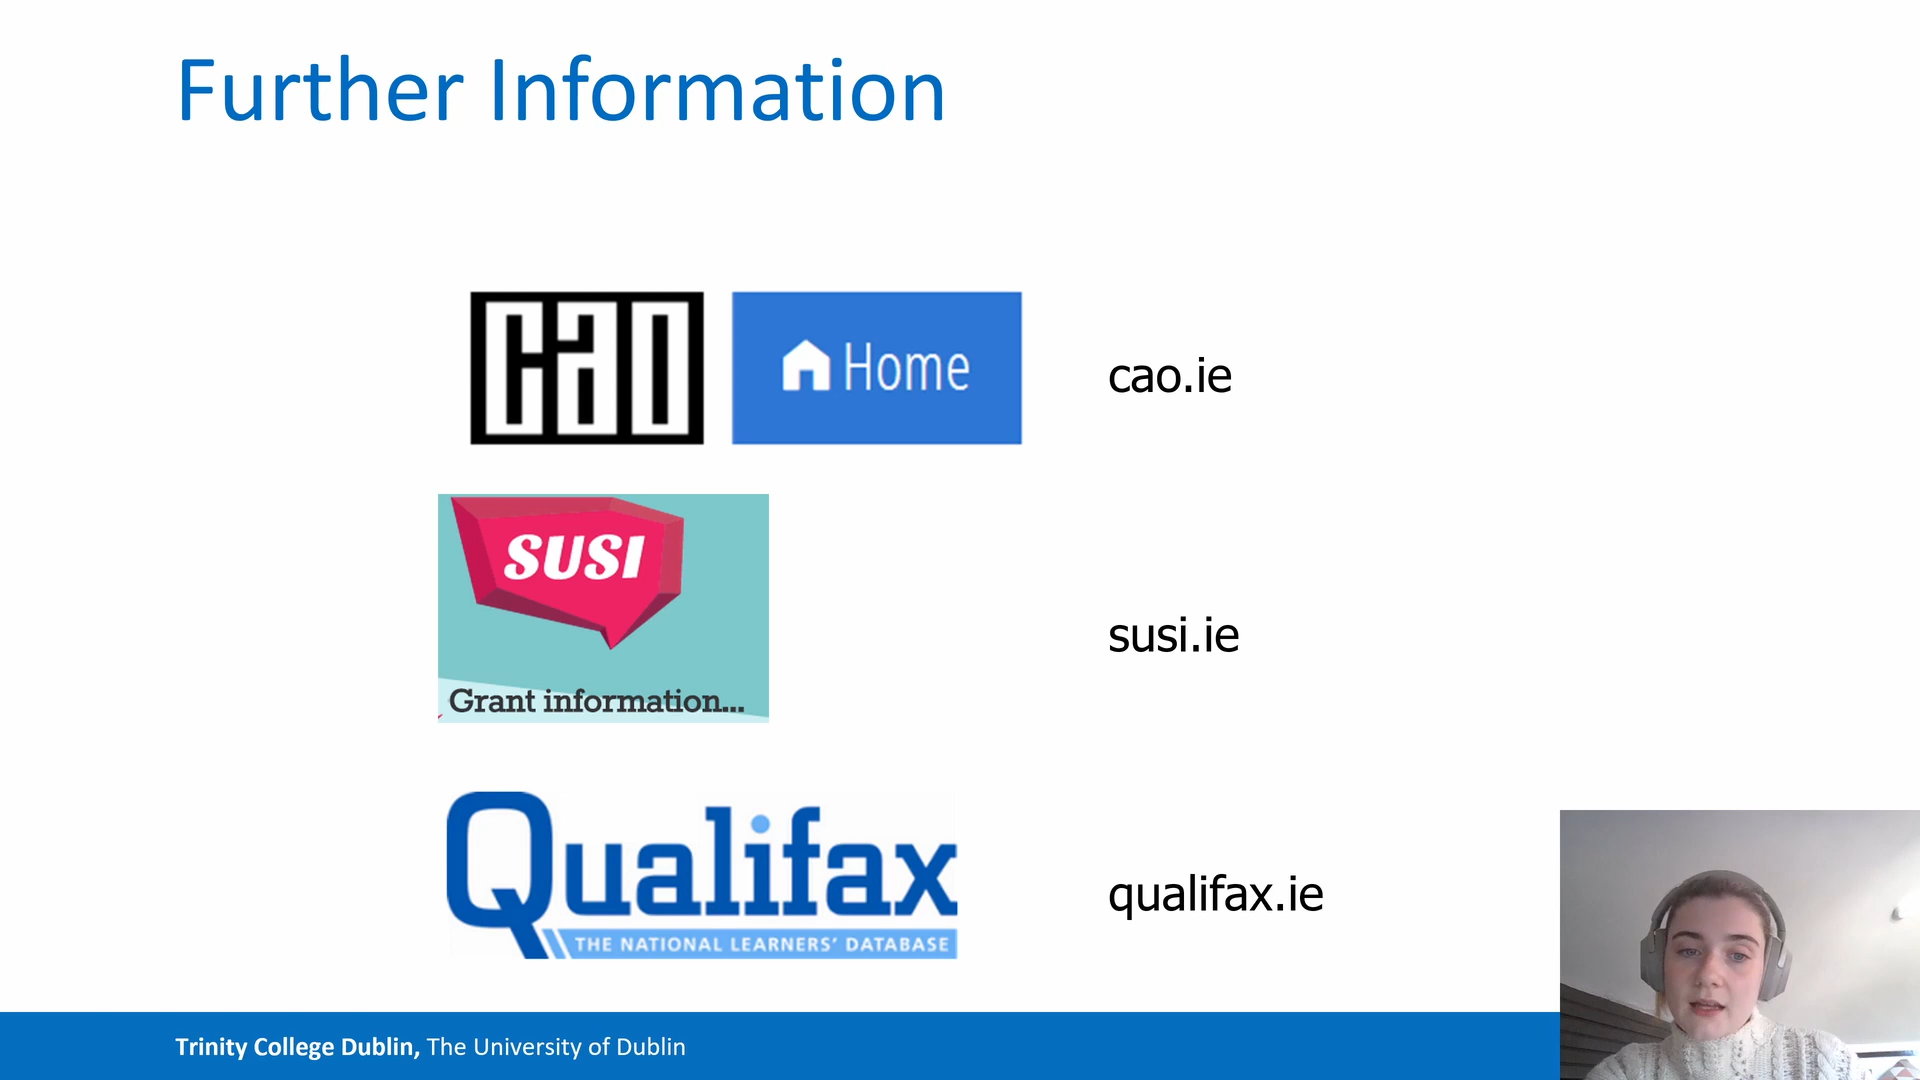 Further Information
cao
Home
cao.ie
SUSI
Grant information...
susi.ie
Qualifax
THE NATIONAL LEARNERS' DATABASE
qualifax.ie
Trinity College Dublin, The University of Dublin